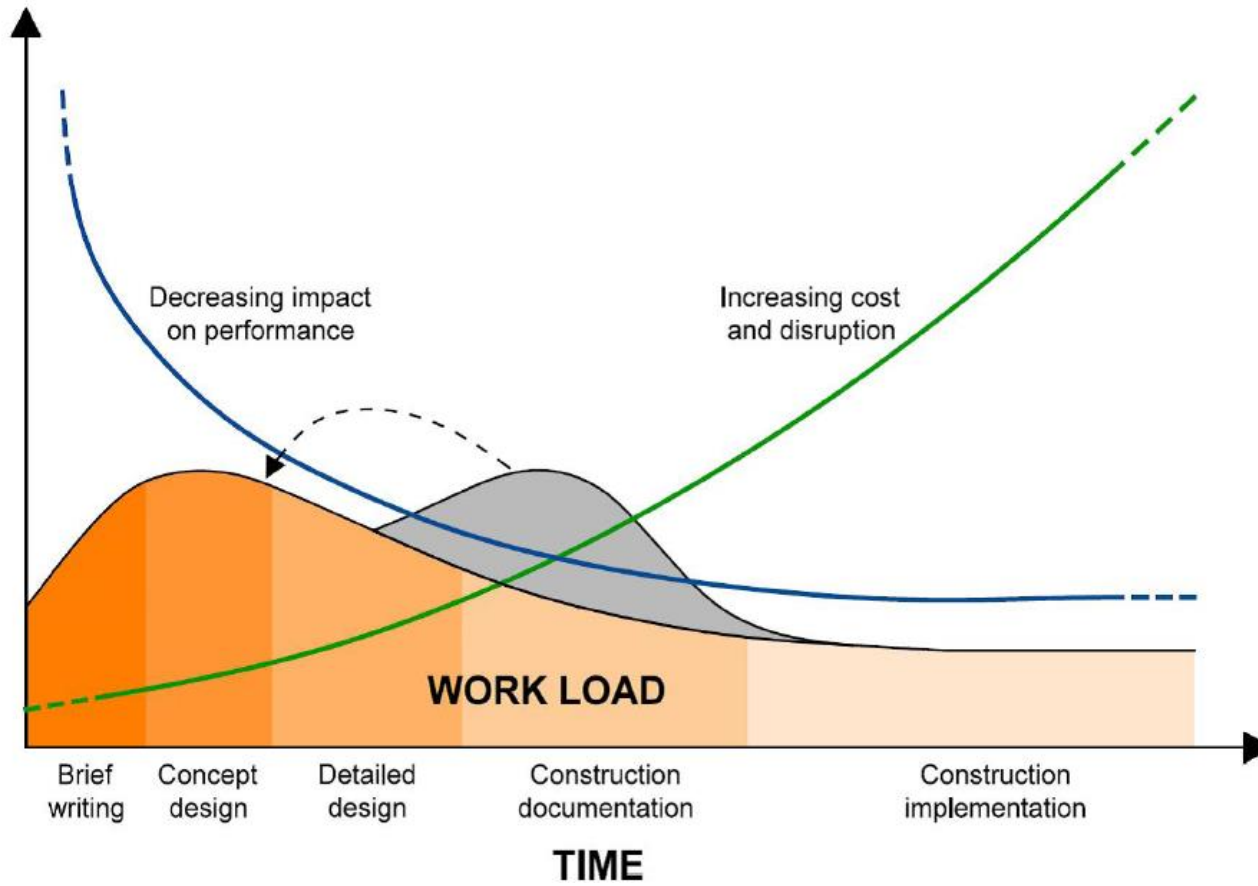 Decreasing impact
on performance
Increasing cost
and disruption
WORK LOAD
Brief
writing
Concept
design
Detailed
design
Construction
documentation
Construction
implementation
TIME